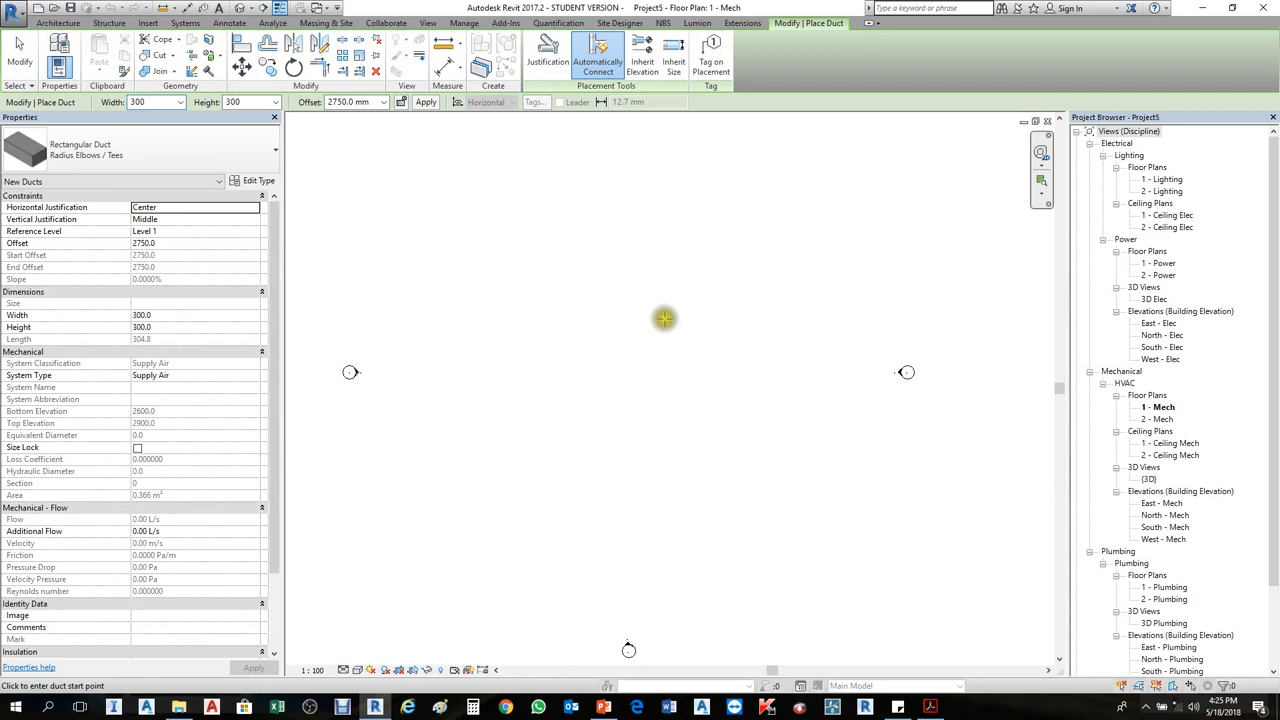 Autodesk Revit 2017.2 - STUDENT VERSION - Project5 - Floor Plan: 1 - Mech
Type a keyword or phrase
Sign In
Architecture Structure Insert Systems Annotate Analyze Massing & Site Collaborate View Manage Add-Ins Quantification Site Designer NBS Lumion Extensions Modify | Place Duct
Modify
Paste
Cope
Cut
Join
Justification
Automatically Connect
Inherit Elevation
Inherit Size
Tag on Placement
Select Properties Clipboard Geometry Modify View Measure Create Placement Tools Tag
Modify | Place Duct Width: 300 Height: 300 Offset: 2750.0 mm Apply Horizontal Tags... Leader 12.7 mm
Properties
Rectangular Duct
Radius Elbows / Tees
New Ducts Edit Type
Constraints
Horizontal Justification Center
Vertical Justification Middle
Reference Level Level 1
Offset 2750.0
Start Offset 2750.0
End Offset 2750.0
Slope 0.0000%
Dimensions
Size
Width 300.0
Height 300.0
Length 304.8
Mechanical
System Classification Supply Air
System Type Supply Air
System Name
System Abbreviation
Bottom Elevation 2600.0
Top Elevation 2900.0
Equivalent Diameter 0.0
Size Lock
Loss Coefficient 0.000000
Hydraulic Diameter 0.0
Section 0
Area 0.366 m²
Mechanical - Flow
Flow 0.00 L/s
Additional Flow 0.00 L/s
Velocity 0.00 m/s
Friction 0.0000 Pa/m
Pressure Drop 0.00 Pa
Velocity Pressure 0.00 Pa
Reynolds number 0.000000
Identity Data
Image
Comments
Mark
Insulation
Properties help Apply
1 : 100
Project Browser - Project5
Views (Discipline)
Electrical
Lighting
Floor Plans
1 - Lighting
2 - Lighting
Ceiling Plans
1 - Ceiling Elec
2 - Ceiling Elec
Power
Floor Plans
1 - Power
2 - Power
3D Views
3D Elec
Elevations (Building Elevation)
East - Elec
North - Elec
South - Elec
West - Elec
Mechanical
HVAC
Floor Plans
1 - Mech
2 - Mech
Ceiling Plans
1 - Ceiling Mech
2 - Ceiling Mech
3D Views
{3D}
Elevations (Building Elevation)
East - Mech
North - Mech
South - Mech
West - Mech
Plumbing
Plumbing
Floor Plans
1 - Plumbing
2 - Plumbing
3D Views
3D Plumbing
Elevations (Building Elevation)
East - Plumbing
North - Plumbing
South - Plumbing
Click to enter duct start point :0 Main Model :0
4:25 PM
5/18/2018